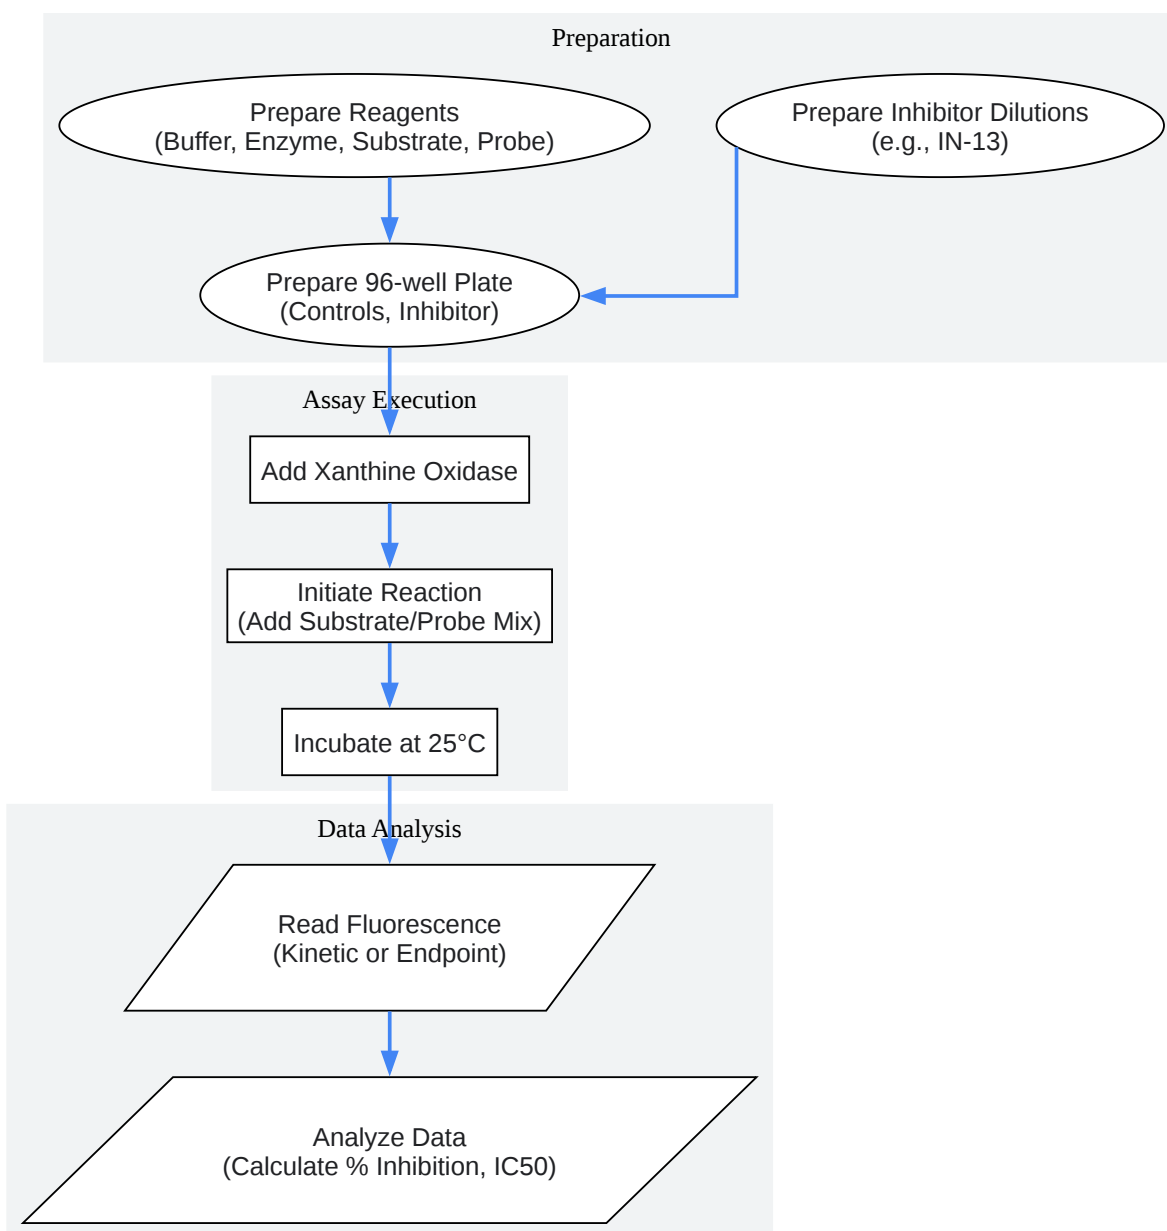 Preparation
Prepare Reagents
(Buffer, Enzyme, Substrate, Probe)
Prepare Inhibitor Dilutions
(e.g., IN-13)
Prepare 96-well Plate
(Controls, Inhibitor)
Assay Execution
Add Xanthine Oxidase
Initiate Reaction
(Add Substrate/Probe Mix)
Incubate at 25°C
Data Analysis
Read Fluorescence
(Kinetic or Endpoint)
Analyze Data
(Calculate % Inhibition, IC50)